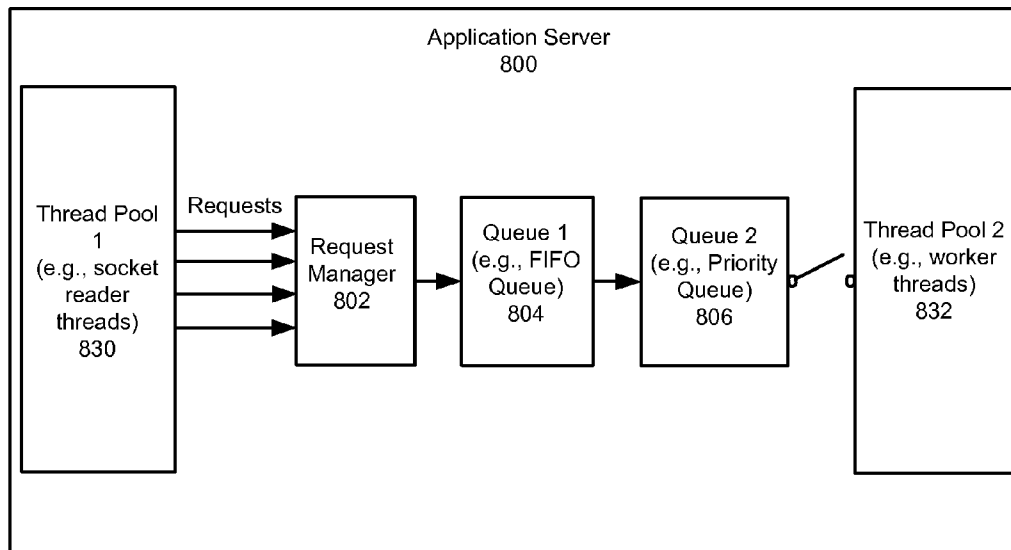 Application Server
800
Thread Pool
1
(e.g., socket
reader
threads)
830
Requests
Request
Manager
802
Queue 1
(e.g., FIFO
Queue)
804
Queue 2
(e.g., Priority
Queue)
806
Thread Pool 2
(e.g., worker
threads)
832